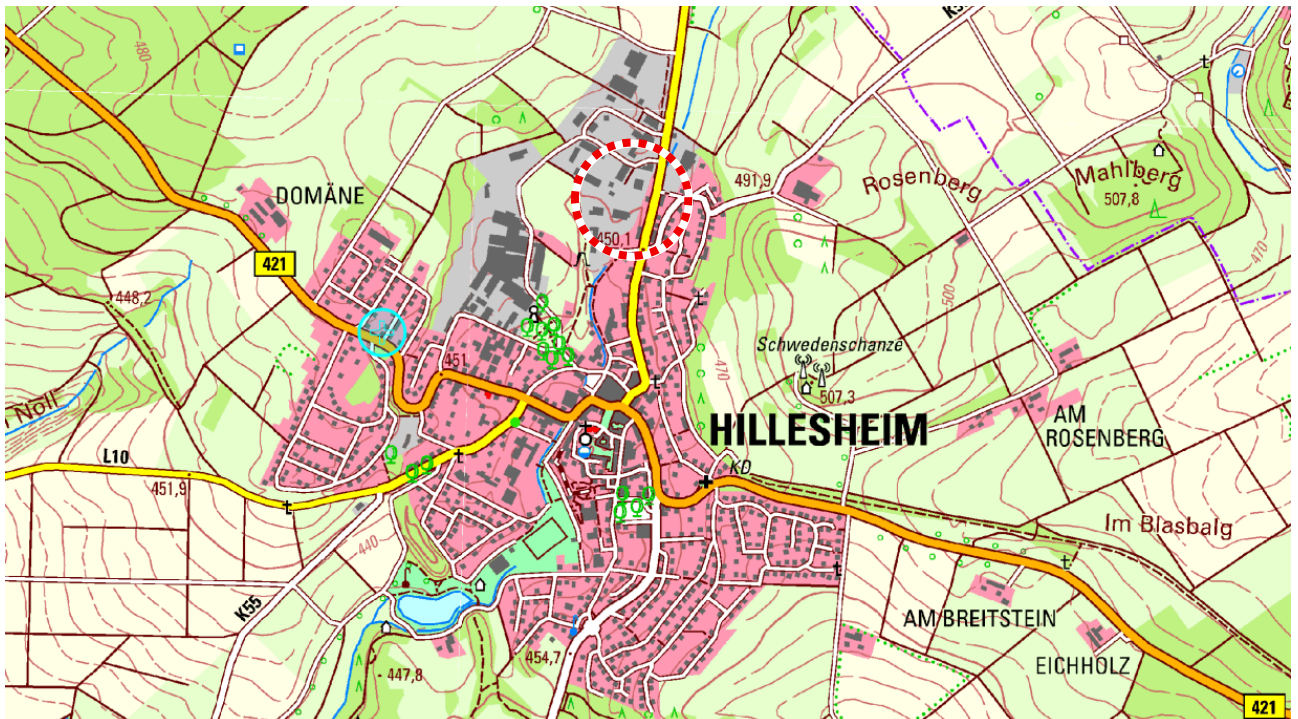 480
K5
DOMÄNE
491,9
Rosenberg
Mahlberg
507,8
450,1
470
421
448,2
500
451
470
Schwedenschanze
507,3
Noll
HILLESHEIM
AM
ROSENBERG
L10
451,9
KD
Im Blasbalg
440
K55
AM BREITSTEIN
454,7
447,8
EICHHOLZ
421